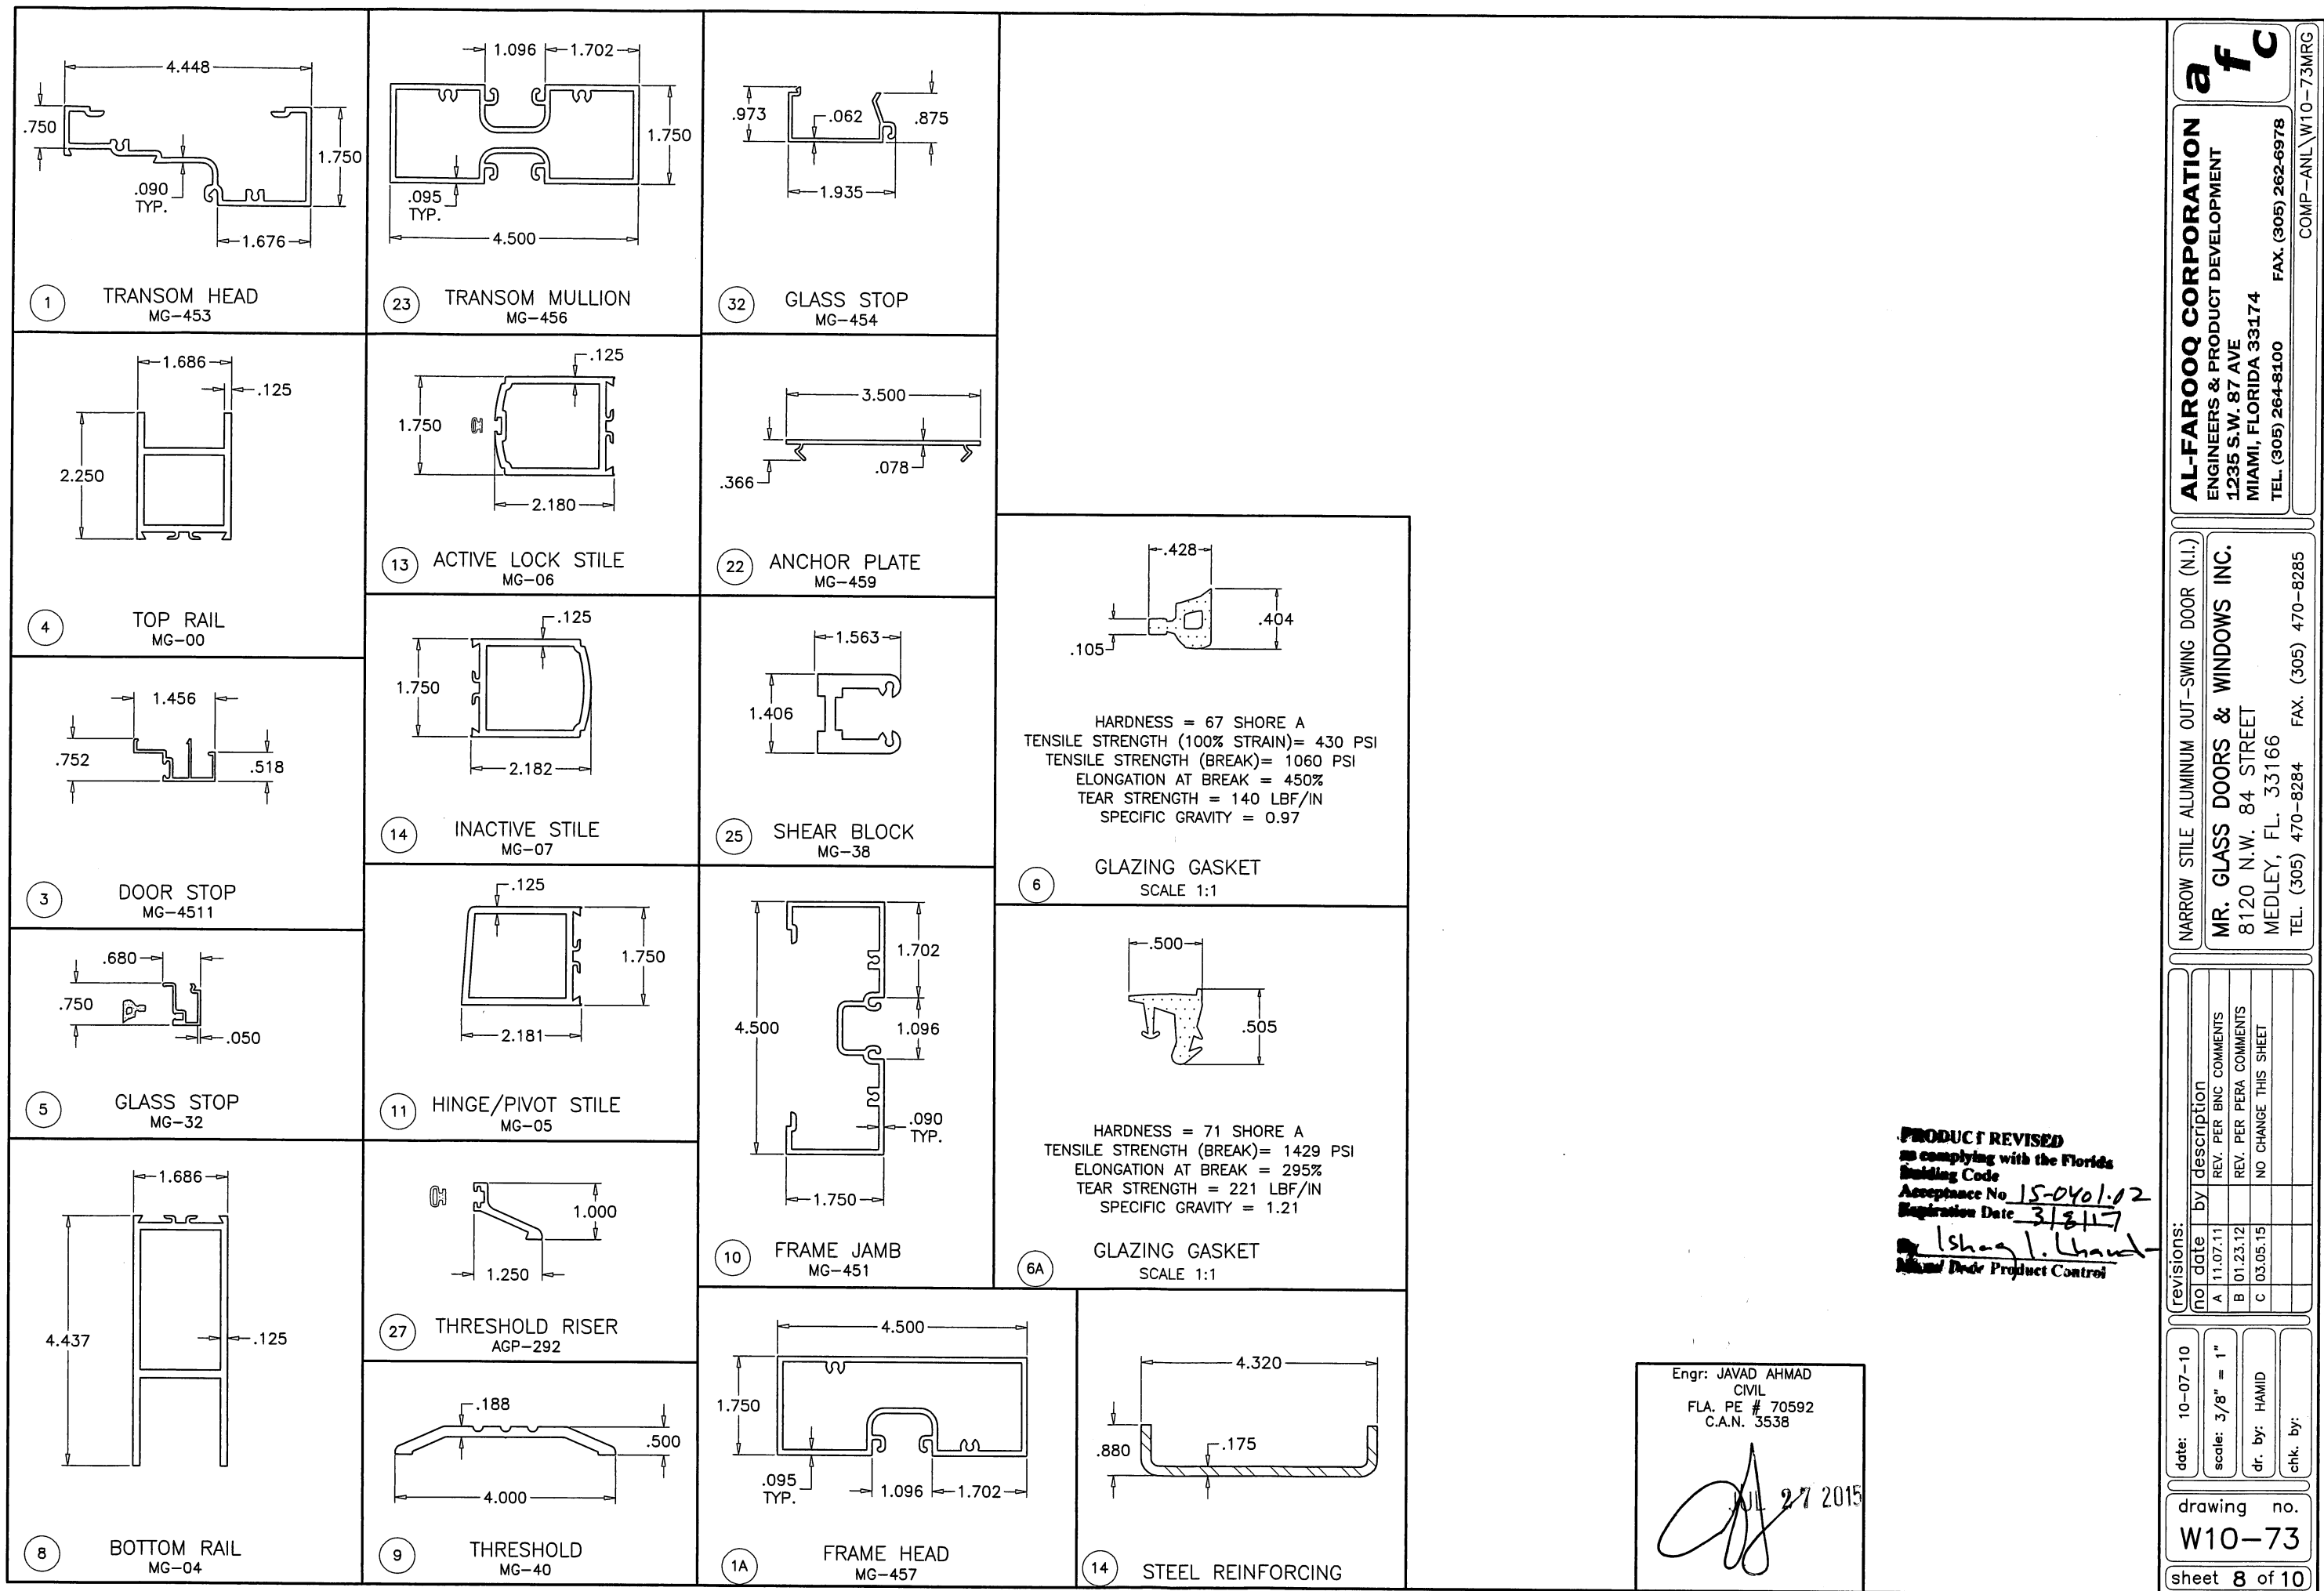 4.448
.750
1.750
.090
TYP.
1.676
1 TRANSOM HEAD
MG-453
1.096 1.702
1.750
.095
TYP.
4.500
23 TRANSOM MULLION
MG-456
.973
.062
.875
1.935
32 GLASS STOP
MG-454
1.686
.125
2.250
4 TOP RAIL
MG-00
.125
1.750
2.180
13 ACTIVE LOCK STILE
MG-06
3.500
.366
.078
22 ANCHOR PLATE
MG-459
1.456
.752
.518
3 DOOR STOP
MG-4511
.125
1.750
2.182
14 INACTIVE STILE
MG-07
1.563
1.406
25 SHEAR BLOCK
MG-38
.428
.404
.105
HARDNESS = 67 SHORE A
TENSILE STRENGTH (100% STRAIN)= 430 PSI
TENSILE STRENGTH (BREAK)= 1060 PSI
ELONGATION AT BREAK = 450%
TEAR STRENGTH = 140 LBF/IN
SPECIFIC GRAVITY = 0.97
6 GLAZING GASKET
SCALE 1:1
.680
.750
.050
5 GLASS STOP
MG-32
.125
1.750
2.181
11 HINGE/PIVOT STILE
MG-05
1.702
4.500
1.096
.090
TYP.
1.750
10 FRAME JAMB
MG-451
.500
.505
HARDNESS = 71 SHORE A
TENSILE STRENGTH (BREAK)= 1429 PSI
ELONGATION AT BREAK = 295%
TEAR STRENGTH = 221 LBF/IN
SPECIFIC GRAVITY = 1.21
6A GLAZING GASKET
SCALE 1:1
1.686
4.437
.125
8 BOTTOM RAIL
MG-04
1.000
1.250
27 THRESHOLD RISER
AGP-292
.188
.500
4.000
9 THRESHOLD
MG-40
4.500
1.750
.095
TYP.
1.096 1.702
1A FRAME HEAD
MG-457
4.320
.880
.175
14 STEEL REINFORCING
PRODUCT REVISED
as complying with the Florida
Building Code
Acceptance No 15-0401.02
Expiration Date 3/8/17
By
Miami Dade Product Control
Engr: JAVAD AHMAD
CIVIL
FLA. PE # 70592
C.A.N. 3538
JUL 27 2015
afc
COMP-ANL\W10-73MRG
AL-FAROOQ CORPORATION
ENGINEERS & PRODUCT DEVELOPMENT
1235 S.W. 87 AVE
MIAMI, FLORIDA 33174
TEL. (305) 264-8100 FAX. (305) 262-6978
NARROW STILE ALUMINUM OUT-SWING DOOR (N.I.)
MR. GLASS DOORS & WINDOWS INC.
8120 N.W. 84 STREET
MEDLEY, FL. 33166
TEL. (305) 470-8284 FAX. (305) 470-8285
revisions:
no date by description
A 11.07.11 REV. PER BNC COMMENTS
B 01.23.12 REV. PER PERA COMMENTS
C 03.05.15 NO CHANGE THIS SHEET
date: 10-07-10
scale: 3/8" = 1"
dr. by: HAMID
chk. by:
drawing no.
W10-73
sheet 8 of 10